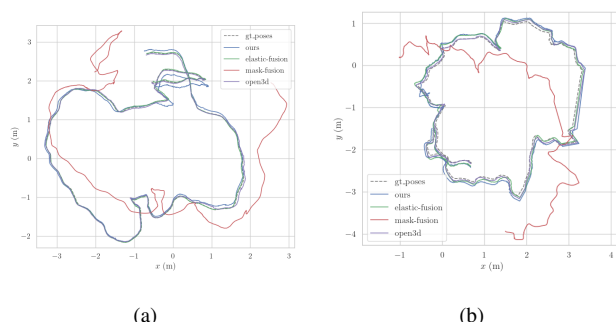 3
2
1
0
−1
−2
y (m)
−3 −2 −1 0 1 2 3
x (m)
gt_poses
ours
elastic-fusion
mask-fusion
open3d
(a)
1
0
−1
−2
−3
−4
y (m)
−1 0 1 2 3 4
x (m)
gt_poses
ours
elastic-fusion
mask-fusion
open3d
(b)